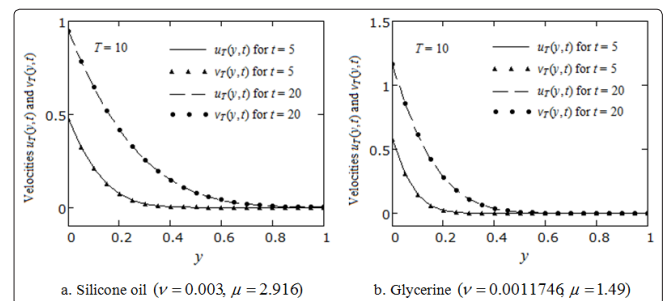 1
0.5
0
0
0.2
0.4
0.6
0.8
1
Velocities u_T(y,t) and v_T(y,t)
T = 10
u_T(y,t) for t = 5
v_T(y,t) for t = 5
u_T(y,t) for t = 20
v_T(y,t) for t = 20
y
a. Silicone oil (ν = 0.003, μ = 2.916)
1.5
1
0.5
0
0
0.2
0.4
0.6
0.8
1
Velocities u_T(y,t) and v_T(y,t)
T = 10
u_T(y,t) for t = 5
v_T(y,t) for t = 5
u_T(y,t) for t = 20
v_T(y,t) for t = 20
y
b. Glycerine (ν = 0.0011746, μ = 1.49)